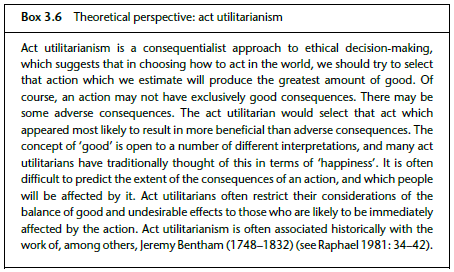 Box 3.6 Theoretical perspective: act utilitarianism
Act utilitarianism is a consequentialist approach to ethical decision-making,
which suggests that in choosing how to act in the world, we should try to select
that action which we estimate will produce the greatest amount of good. Of
course, an action may not have exclusively good consequences. There may be
some adverse consequences. The act utilitarian would select that act which
appeared most likely to result in more beneficial than adverse consequences. The
concept of ‘good’ is open to a number of different interpretations, and many act
utilitarians have traditionally thought of this in terms of ‘happiness’. It is often
difficult to predict the extent of the consequences of an action, and which people
will be affected by it. Act utilitarians often restrict their considerations of the
balance of good and undesirable effects to those who are likely to be immediately
affected by the action. Act utilitarianism is often associated historically with the
work of, among others, Jeremy Bentham (1748–1832) (see Raphael 1981: 34–42).